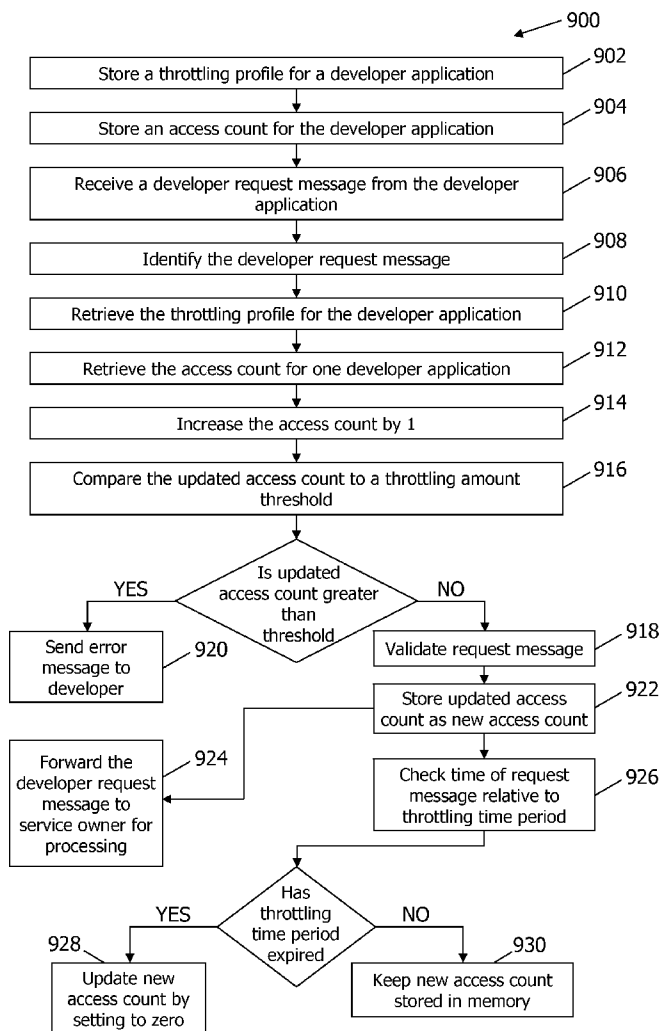 900
Store a throttling profile for a developer application
902
Store an access count for the developer application
904
Receive a developer request message from the developer
application
906
Identify the developer request message
908
Retrieve the throttling profile for the developer application
910
Retrieve the access count for one developer application
912
Increase the access count by 1
914
Compare the updated access count to a throttling amount
threshold
916
Is updated
access count greater
than
threshold
YES
NO
Send error
message to
developer
920
Validate request message
918
Store updated access
count as new access count
922
Forward the
developer request
message to
service owner for
processing
924
Check time of request
message relative to
throttling time period
926
Has
throttling
time period
expired
YES
NO
928
Update new
access count by
setting to zero
930
Keep new access count
stored in memory